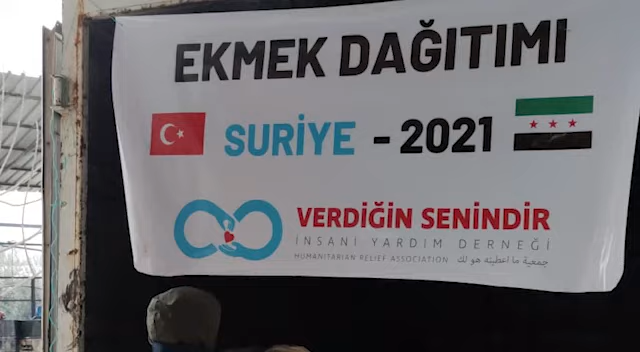 EKMEK DAĞITIMI
SURİYE - 2021
VERDİĞİN SENİNDİR
İNSANİ YARDIM DERNEĞİ
HUMANITARIAN RELIEF ASSOCIATION جمعية ما اعطيته هو لك